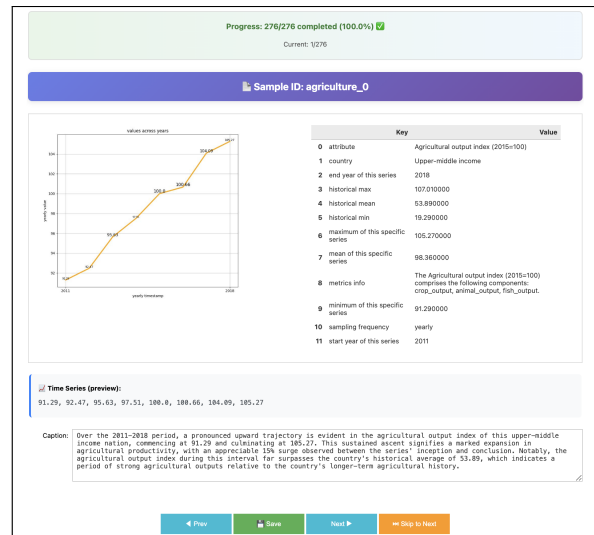 Progress: 276/276 completed (100.0%) ✅
Current: 1/276
Sample ID: agriculture_0
values across years
104
102
100
98
96
94
92
yearly value
91.29
92.47
95.63
97.51
100.0
100.66
104.09
105.27
2011
2018
yearly timestamp
Key Value
0 attribute Agricultural output index (2015=100)
1 country Upper-middle income
2 end year of this series 2018
3 historical max 107.010000
4 historical mean 53.890000
5 historical min 19.290000
6 maximum of this specific series 105.270000
7 mean of this specific series 98.360000
8 metrics info The Agricultural output index (2015=100) comprises the following components: crop_output, animal_output, fish_output.
9 minimum of this specific series 91.290000
10 sampling frequency yearly
11 start year of this series 2011
Time Series (preview):
91.29, 92.47, 95.63, 97.51, 100.0, 100.66, 104.09, 105.27
Caption:
Over the 2011-2018 period, a pronounced upward trajectory is evident in the agricultural output index of this upper-middle
income nation, commencing at 91.29 and culminating at 105.27. This sustained ascent signifies a marked expansion in
agricultural productivity, with an appreciable 15% surge observed between the series' inception and conclusion. Notably, the
agricultural output index during this interval far surpasses the country's historical average of 53.89, which indicates a
period of strong agricultural outputs relative to the country's longer-term agricultural history.
◀ Prev
Save
Next ▶
⏭ Skip to Next